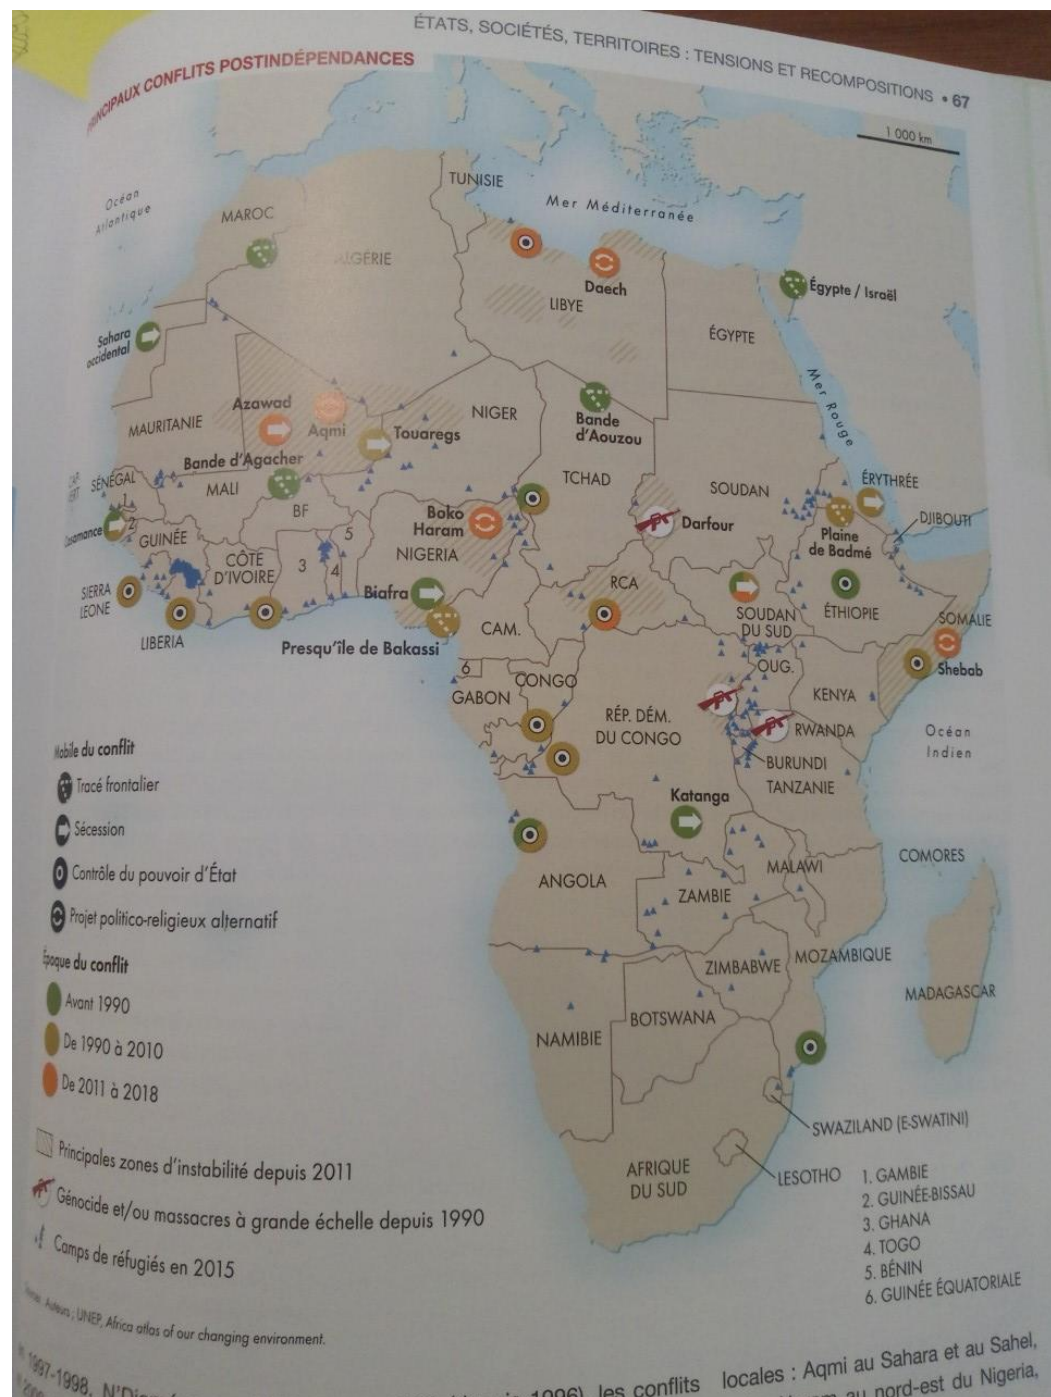 ÉTATS, SOCIÉTÉS, TERRITOIRES : TENSIONS ET RECOMPOSITIONS • 67
PRINCIPAUX CONFLITS POSTINDÉPENDANCES
1 000 km
Océan
Atlantique
TUNISIE
Mer Méditerranée
MAROC
ALGÉRIE
Daech
LIBYE
Égypte / Israël
ÉGYPTE
Sahara
occidental
Mer Rouge
Azawad
Aqmi
MAURITANIE
NIGER
Touaregs
Bande
d'Aouzou
Bande d'Agacher
TCHAD
CAP
VERT
SÉNÉGAL
MALI
BF
SOUDAN
ÉRYTHRÉE
DJIBOUTI
1
2
Casamance
GUINÉE
5
Boko
Haram
NIGERIA
Darfour
Plaine
de Badmé
CÔTE
D'IVOIRE
3
4
SIERRA
LEONE
Biafra
RCA
SOUDAN
DU SUD
ÉTHIOPIE
SOMALIE
LIBERIA
Presqu'île de Bakassi
CAM.
Shebab
6
GABON
CONGO
OUG.
KENYA
RÉP. DÉM.
DU CONGO
RWANDA
Océan
Indien
BURUNDI
TANZANIE
Katanga
COMORES
ANGOLA
MALAWI
ZAMBIE
ZIMBABWE
MOZAMBIQUE
MADAGASCAR
NAMIBIE
BOTSWANA
SWAZILAND (E-SWATINI)
LESOTHO
AFRIQUE
DU SUD
Mobile du conflit
Tracé frontalier
Sécession
Contrôle du pouvoir d'État
Projet politico-religieux alternatif
Époque du conflit
Avant 1990
De 1990 à 2010
De 2011 à 2018
Principales zones d'instabilité depuis 2011
Génocide et/ou massacres à grande échelle depuis 1990
Camps de réfugiés en 2015
1. GAMBIE
2. GUINÉE-BISSAU
3. GHANA
4. TOGO
5. BÉNIN
6. GUINÉE ÉQUATORIALE
Auteurs ; UNEP, Africa atlas of our changing environment.
1997-1998, 1996), les conflits
locales : Aqmi au Sahara et au Sahel,
au nord-est du Nigeria,